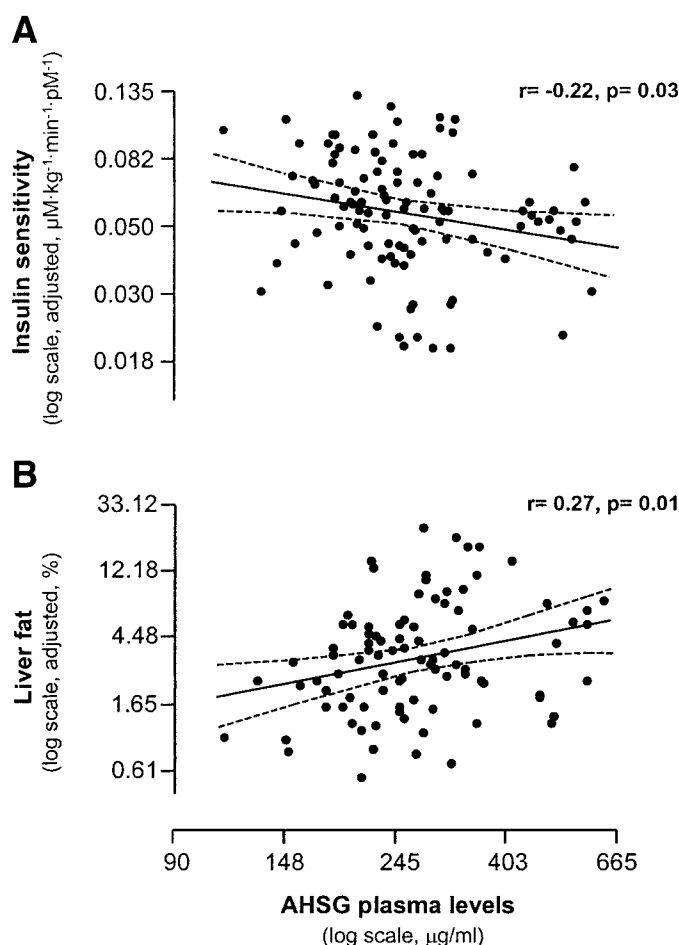 A
r= -0.22, p= 0.03
Insulin sensitivity
(log scale, adjusted, µM·kg⁻¹·min⁻¹·pM⁻¹)
0.135
0.082
0.050
0.030
0.018
B
r= 0.27, p= 0.01
Liver fat
(log scale, adjusted, %)
33.12
12.18
4.48
1.65
0.61
90 148 245 403 665
AHSG plasma levels
(log scale, µg/ml)